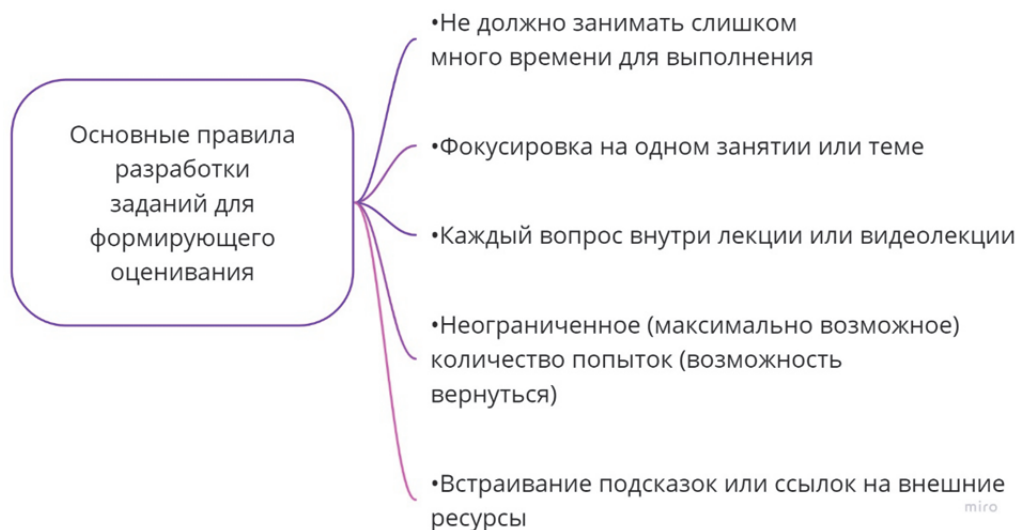 Основные правила
разработки
заданий для
формирующего
оценивания
•Не должно занимать слишком
много времени для выполнения
•Фокусировка на одном занятии или теме
•Каждый вопрос внутри лекции или видеолекции
•Неограниченное (максимально возможное)
количество попыток (возможность
вернуться)
•Встраивание подсказок или ссылок на внешние
ресурсы
miro